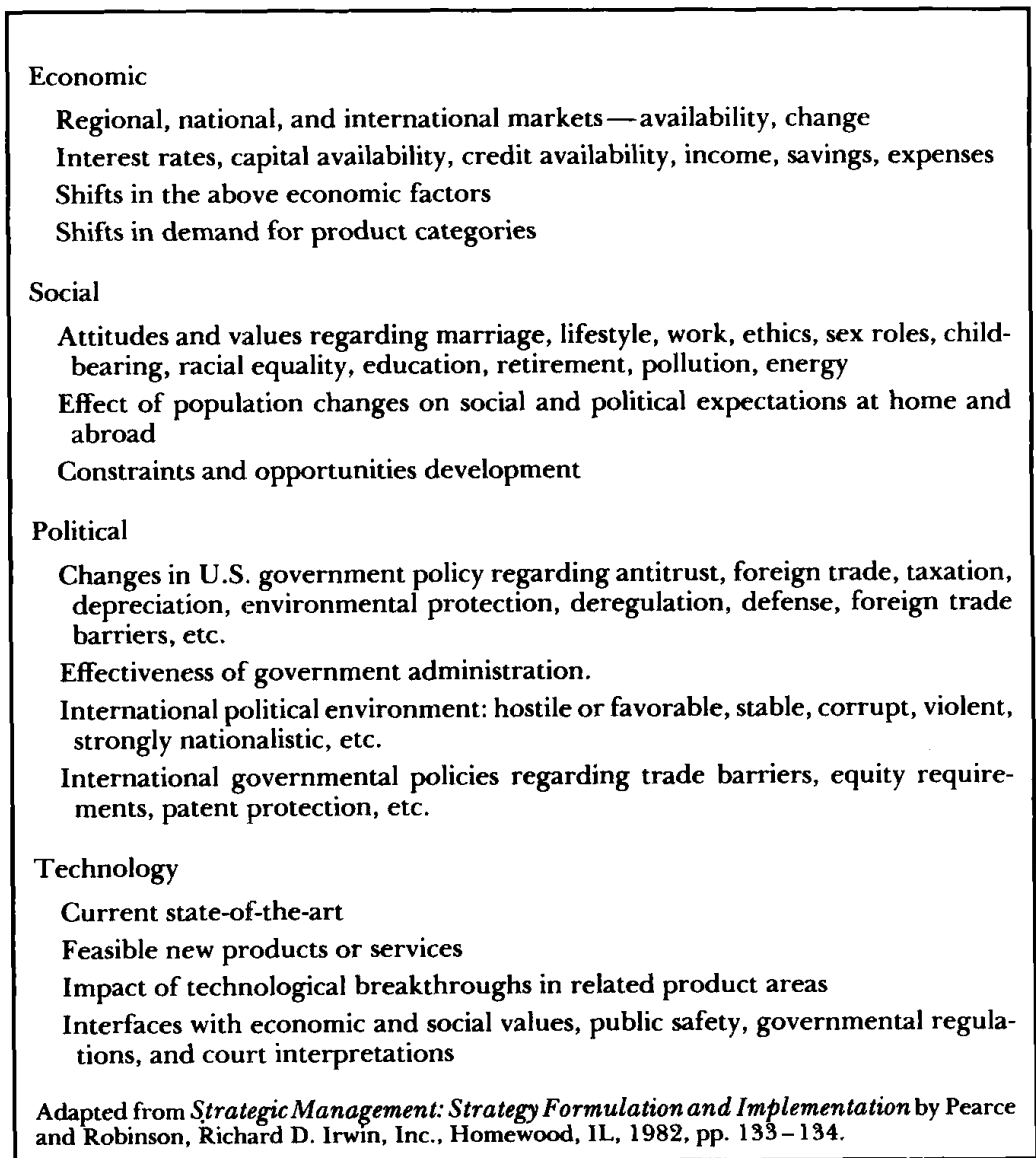 Economic
Regional, national, and international markets—availability, change
Interest rates, capital availability, credit availability, income, savings, expenses
Shifts in the above economic factors
Shifts in demand for product categories
Social
Attitudes and values regarding marriage, lifestyle, work, ethics, sex roles, child-
bearing, racial equality, education, retirement, pollution, energy
Effect of population changes on social and political expectations at home and
abroad
Constraints and opportunities development
Political
Changes in U.S. government policy regarding antitrust, foreign trade, taxation,
depreciation, environmental protection, deregulation, defense, foreign trade
barriers, etc.
Effectiveness of government administration.
International political environment: hostile or favorable, stable, corrupt, violent,
strongly nationalistic, etc.
International governmental policies regarding trade barriers, equity require-
ments, patent protection, etc.
Technology
Current state-of-the-art
Feasible new products or services
Impact of technological breakthroughs in related product areas
Interfaces with economic and social values, public safety, governmental regula-
tions, and court interpretations
Adapted from Strategic Management: Strategy Formulation and Implementation by Pearce
and Robinson, Richard D. Irwin, Inc., Homewood, IL, 1982, pp. 133–134.